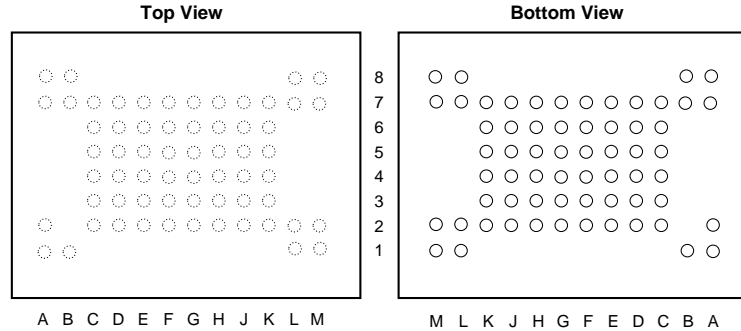 Top View
Bottom View
8
7
6
5
4
3
2
1
A B C D E F G H J K L M
M L K J H G F E D C B A